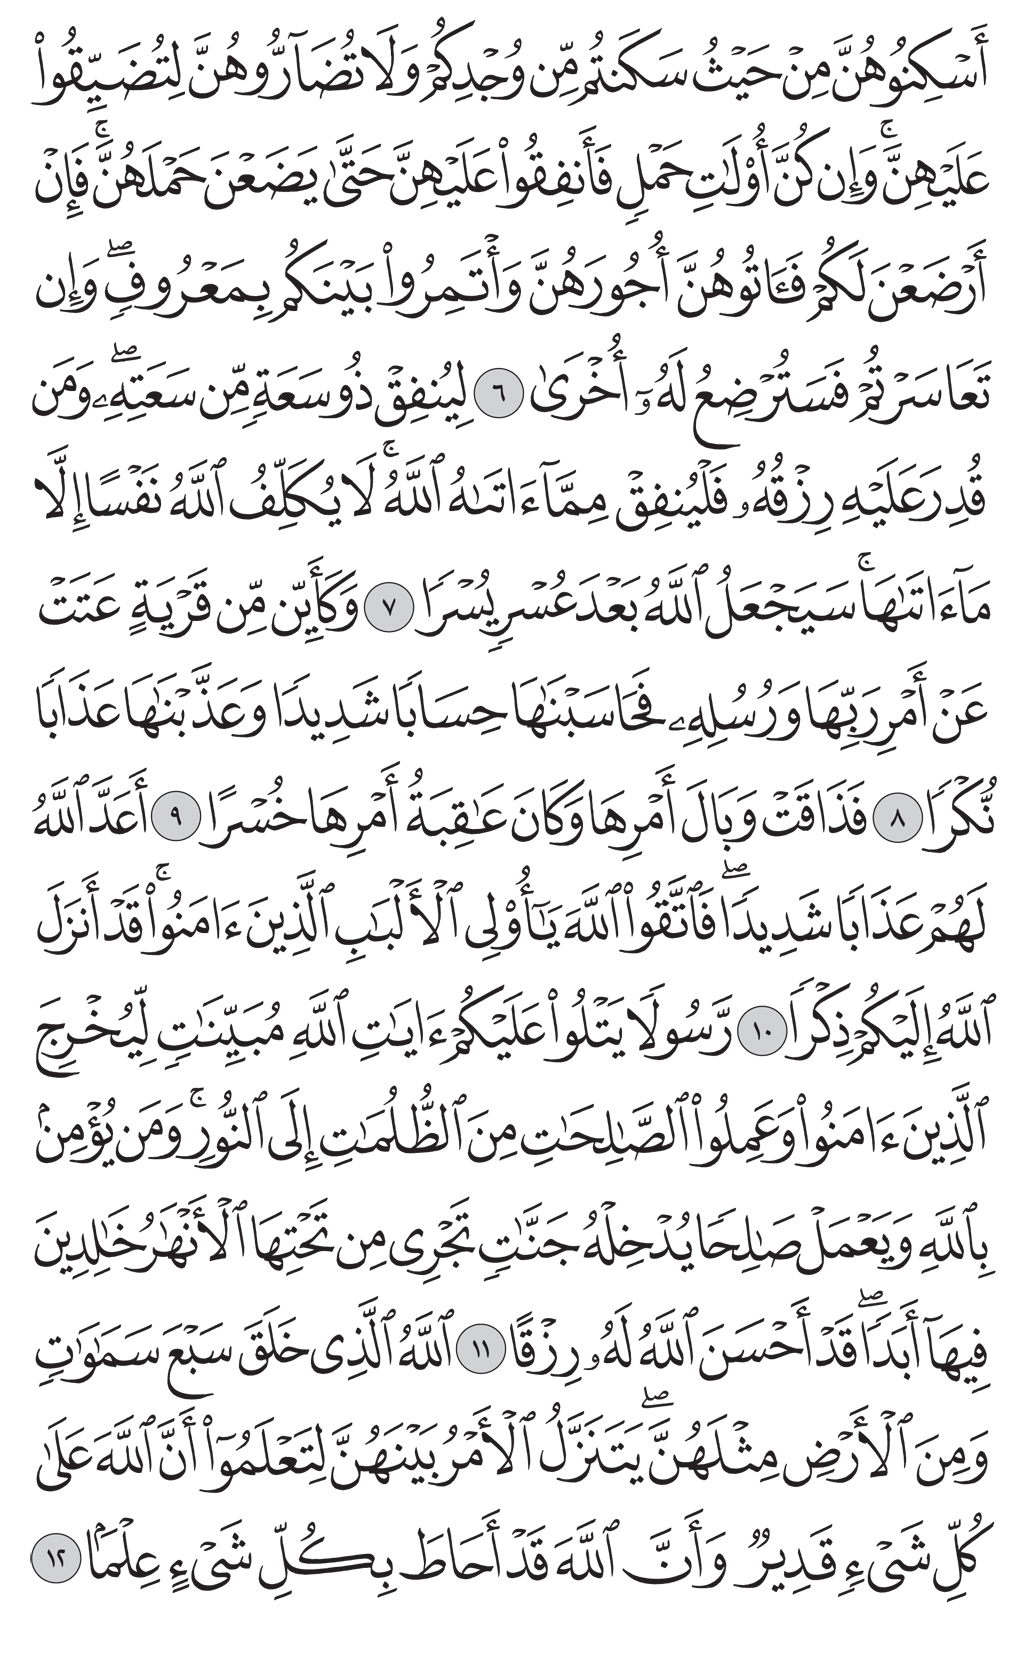 أَسۡكِنُوهُنَّ مِنۡ حَيۡثُ سَكَنتُم مِّن وُجۡدِكُمۡ وَلَا تُضَآرُّوهُنَّ لِتُضَيِّقُواْ
عَلَيۡهِنَّۚ وَإِن كُنَّ أُوْلَٰتِ حَمۡلٖ فَأَنفِقُواْ عَلَيۡهِنَّ حَتَّىٰ يَضَعۡنَ حَمۡلَهُنَّۚ فَإِنۡ
أَرۡضَعۡنَ لَكُمۡ فَـَٔاتُوهُنَّ أُجُورَهُنَّ وَأۡتَمِرُواْ بَيۡنَكُم بِمَعۡرُوفٖۖ وَإِن
تَعَاسَرۡتُمۡ فَسَتُرۡضِعُ لَهُۥٓ أُخۡرَىٰ ٦ لِيُنفِقۡ ذُو سَعَةٖ مِّن سَعَتِهِۦۖ وَمَن
قُدِرَ عَلَيۡهِ رِزۡقُهُۥ فَلۡيُنفِقۡ مِمَّآ ءَاتَىٰهُ ٱللَّهُۚ لَا يُكَلِّفُ ٱللَّهُ نَفۡسًا إِلَّا
مَآ ءَاتَىٰهَاۚ سَيَجۡعَلُ ٱللَّهُ بَعۡدَ عُسۡرٖ يُسۡرٗا ٧ وَكَأَيِّن مِّن قَرۡيَةٍ عَتَتۡ
عَنۡ أَمۡرِ رَبِّهَا وَرُسُلِهِۦ فَحَاسَبۡنَٰهَا حِسَابٗا شَدِيدٗا وَعَذَّبۡنَٰهَا عَذَابٗا
نُّكۡرٗا ٨ فَذَاقَتۡ وَبَالَ أَمۡرِهَا وَكَانَ عَٰقِبَةُ أَمۡرِهَا خُسۡرًا ٩ أَعَدَّ ٱللَّهُ
لَهُمۡ عَذَابٗا شَدِيدٗاۖ فَٱتَّقُواْ ٱللَّهَ يَٰٓأُوْلِي ٱلۡأَلۡبَٰبِ ٱلَّذِينَ ءَامَنُواْۚ قَدۡ أَنزَلَ
ٱللَّهُ إِلَيۡكُمۡ ذِكۡرٗا ١٠ رَّسُولٗا يَتۡلُواْ عَلَيۡكُمۡ ءَايَٰتِ ٱللَّهِ مُبَيِّنَٰتٖ لِّيُخۡرِجَ
ٱلَّذِينَ ءَامَنُواْ وَعَمِلُواْ ٱلصَّٰلِحَٰتِ مِنَ ٱلظُّلُمَٰتِ إِلَى ٱلنُّورِۚ وَمَن يُؤۡمِنۢ
بِٱللَّهِ وَيَعۡمَلۡ صَٰلِحٗا يُدۡخِلۡهُ جَنَّٰتٖ تَجۡرِي مِن تَحۡتِهَا ٱلۡأَنۡهَٰرُ خَٰلِدِينَ
فِيهَآ أَبَدٗاۖ قَدۡ أَحۡسَنَ ٱللَّهُ لَهُۥ رِزۡقًا ١١ ٱللَّهُ ٱلَّذِي خَلَقَ سَبۡعَ سَمَٰوَٰتٖ
وَمِنَ ٱلۡأَرۡضِ مِثۡلَهُنَّۖ يَتَنَزَّلُ ٱلۡأَمۡرُ بَيۡنَهُنَّ لِتَعۡلَمُوٓاْ أَنَّ ٱللَّهَ عَلَىٰ
كُلِّ شَيۡءٖ قَدِيرٞ وَأَنَّ ٱللَّهَ قَدۡ أَحَاطَ بِكُلِّ شَيۡءٍ عِلۡمَۢا ١٢